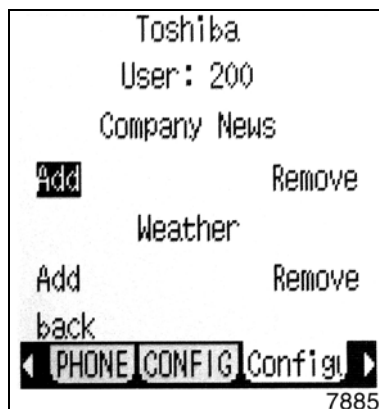 Toshiba
User: 200
Company News
Add Remove
Weather
Add Remove
back
PHONE CONFIG Configu
7885